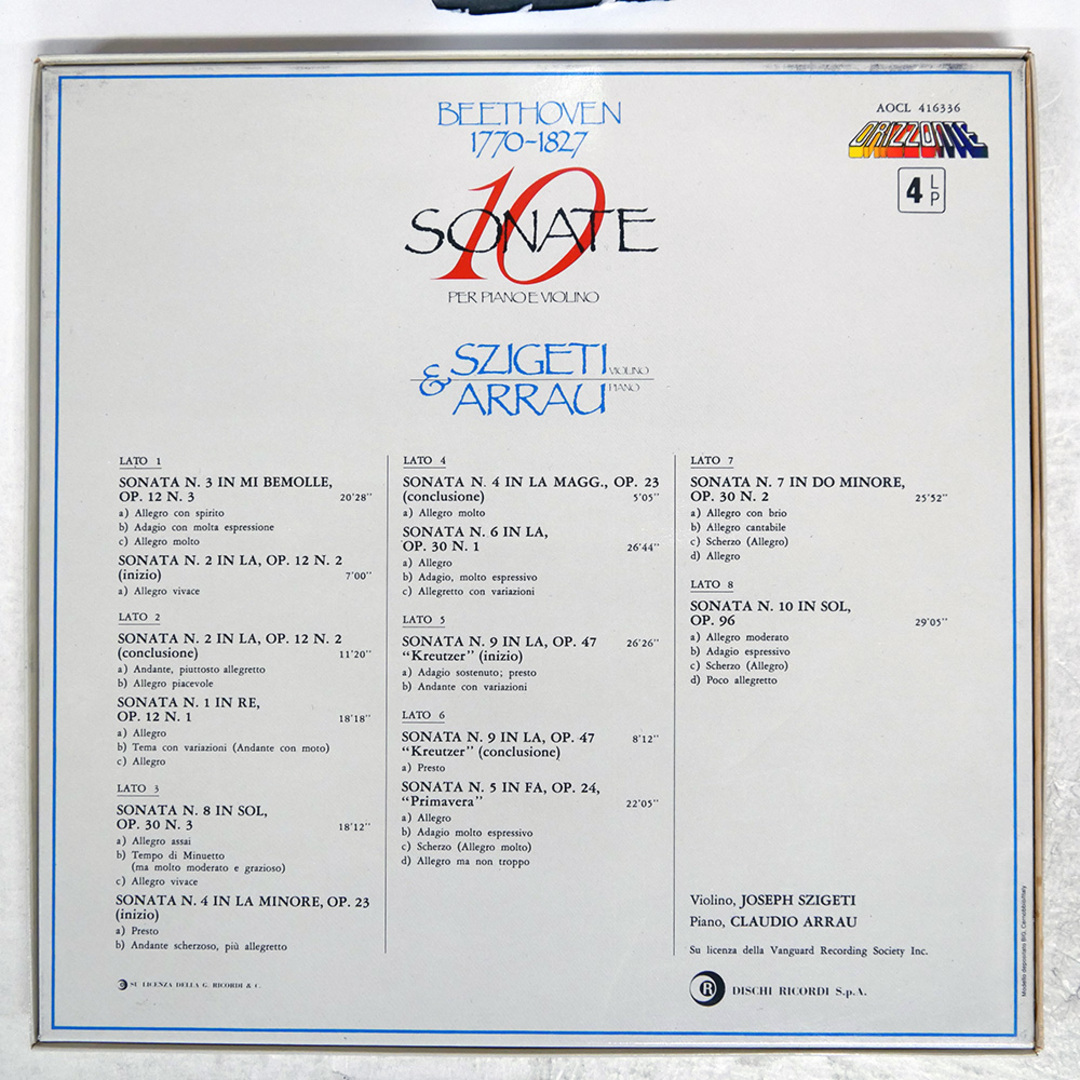 BEETHOVEN
1770-1827
10
SONATE
PER PIANO E VIOLINO
AOCL 416336
ORIZZONTE
4 LP
SZIGETI VIOLINO
& ARRAU PIANO
LATO 1
SONATA N. 3 IN MI BEMOLLE,
OP. 12 N. 3 20'28"
a) Allegro con spirito
b) Adagio con molta espressione
c) Allegro molto
SONATA N. 2 IN LA, OP. 12 N. 2
(inizio) 7'00"
a) Allegro vivace
LATO 2
SONATA N. 2 IN LA, OP. 12 N. 2
(conclusione) 11'20"
a) Andante, piuttosto allegretto
b) Allegro piacevole
SONATA N. 1 IN RE,
OP. 12 N. 1 18'18"
a) Allegro
b) Tema con variazioni (Andante con moto)
c) Allegro
LATO 3
SONATA N. 8 IN SOL,
OP. 30 N. 3 18'12"
a) Allegro assai
b) Tempo di Minuetto
(ma molto moderato e grazioso)
c) Allegro vivace
SONATA N. 4 IN LA MINORE, OP. 23
(inizio)
a) Presto
b) Andante scherzoso, più allegretto
LATO 4
SONATA N. 4 IN LA MAGG., OP. 23
(conclusione) 5'05"
a) Allegro molto
SONATA N. 6 IN LA,
OP. 30 N. 1 26'44"
a) Allegro
b) Adagio, molto espressivo
c) Allegretto con variazioni
LATO 5
SONATA N. 9 IN LA, OP. 47 26'26"
"Kreutzer" (inizio)
a) Adagio sostenuto; presto
b) Andante con variazioni
LATO 6
SONATA N. 9 IN LA, OP. 47 8'12"
"Kreutzer" (conclusione)
a) Presto
SONATA N. 5 IN FA, OP. 24,
"Primavera" 22'05"
a) Allegro
b) Adagio molto espressivo
c) Scherzo (Allegro molto)
d) Allegro ma non troppo
LATO 7
SONATA N. 7 IN DO MINORE,
OP. 30 N. 2 25'52"
a) Allegro con brio
b) Allegro cantabile
c) Scherzo (Allegro)
d) Allegro
LATO 8
SONATA N. 10 IN SOL,
OP. 96 29'05"
a) Allegro moderato
b) Adagio espressivo
c) Scherzo (Allegro)
d) Poco allegretto
Violino, JOSEPH SZIGETI
Piano, CLAUDIO ARRAU
Su licenza della Vanguard Recording Society Inc.
SU LICENZA DELLA G. RICORDI & C.
R DISCHI RICORDI S.p.A.
Modello depositato BIG, Carnobbio/Italy